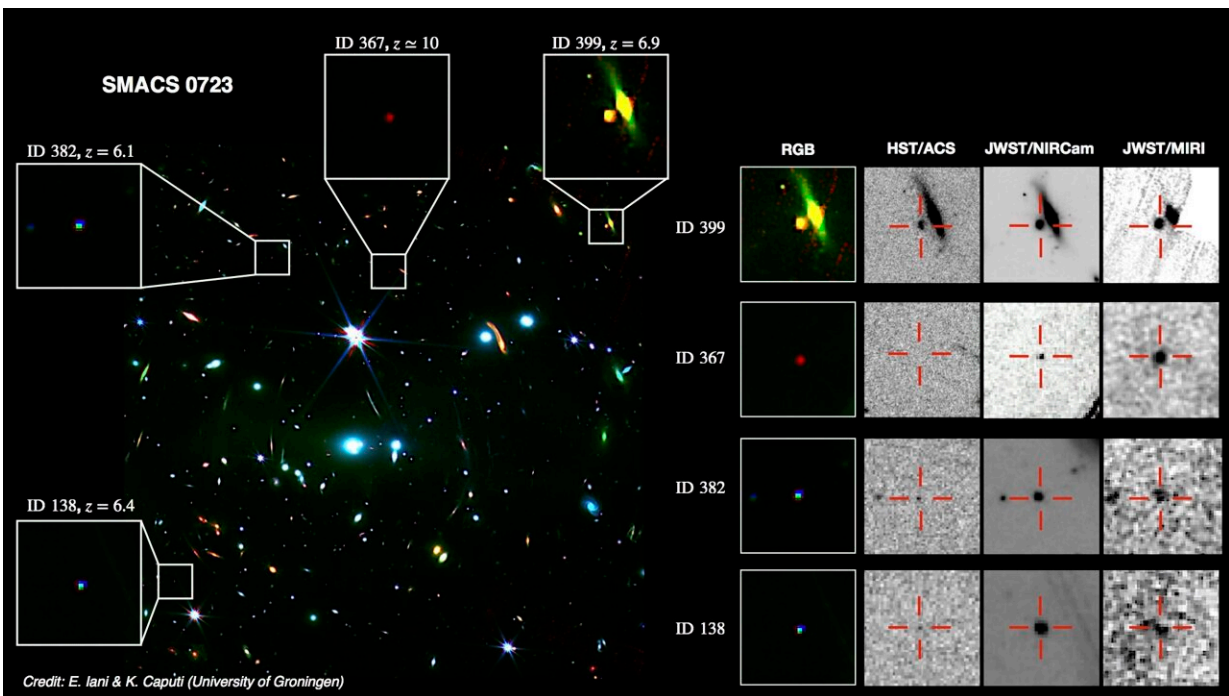 ID 367, z ≃ 10
ID 399, z = 6.9
SMACS 0723
ID 382, z = 6.1
RGB
HST/ACS
JWST/NIRCam
JWST/MIRI
ID 399
ID 367
ID 382
ID 138, z = 6.4
ID 138
Credit: E. Iani & K. Caputi (University of Groningen)